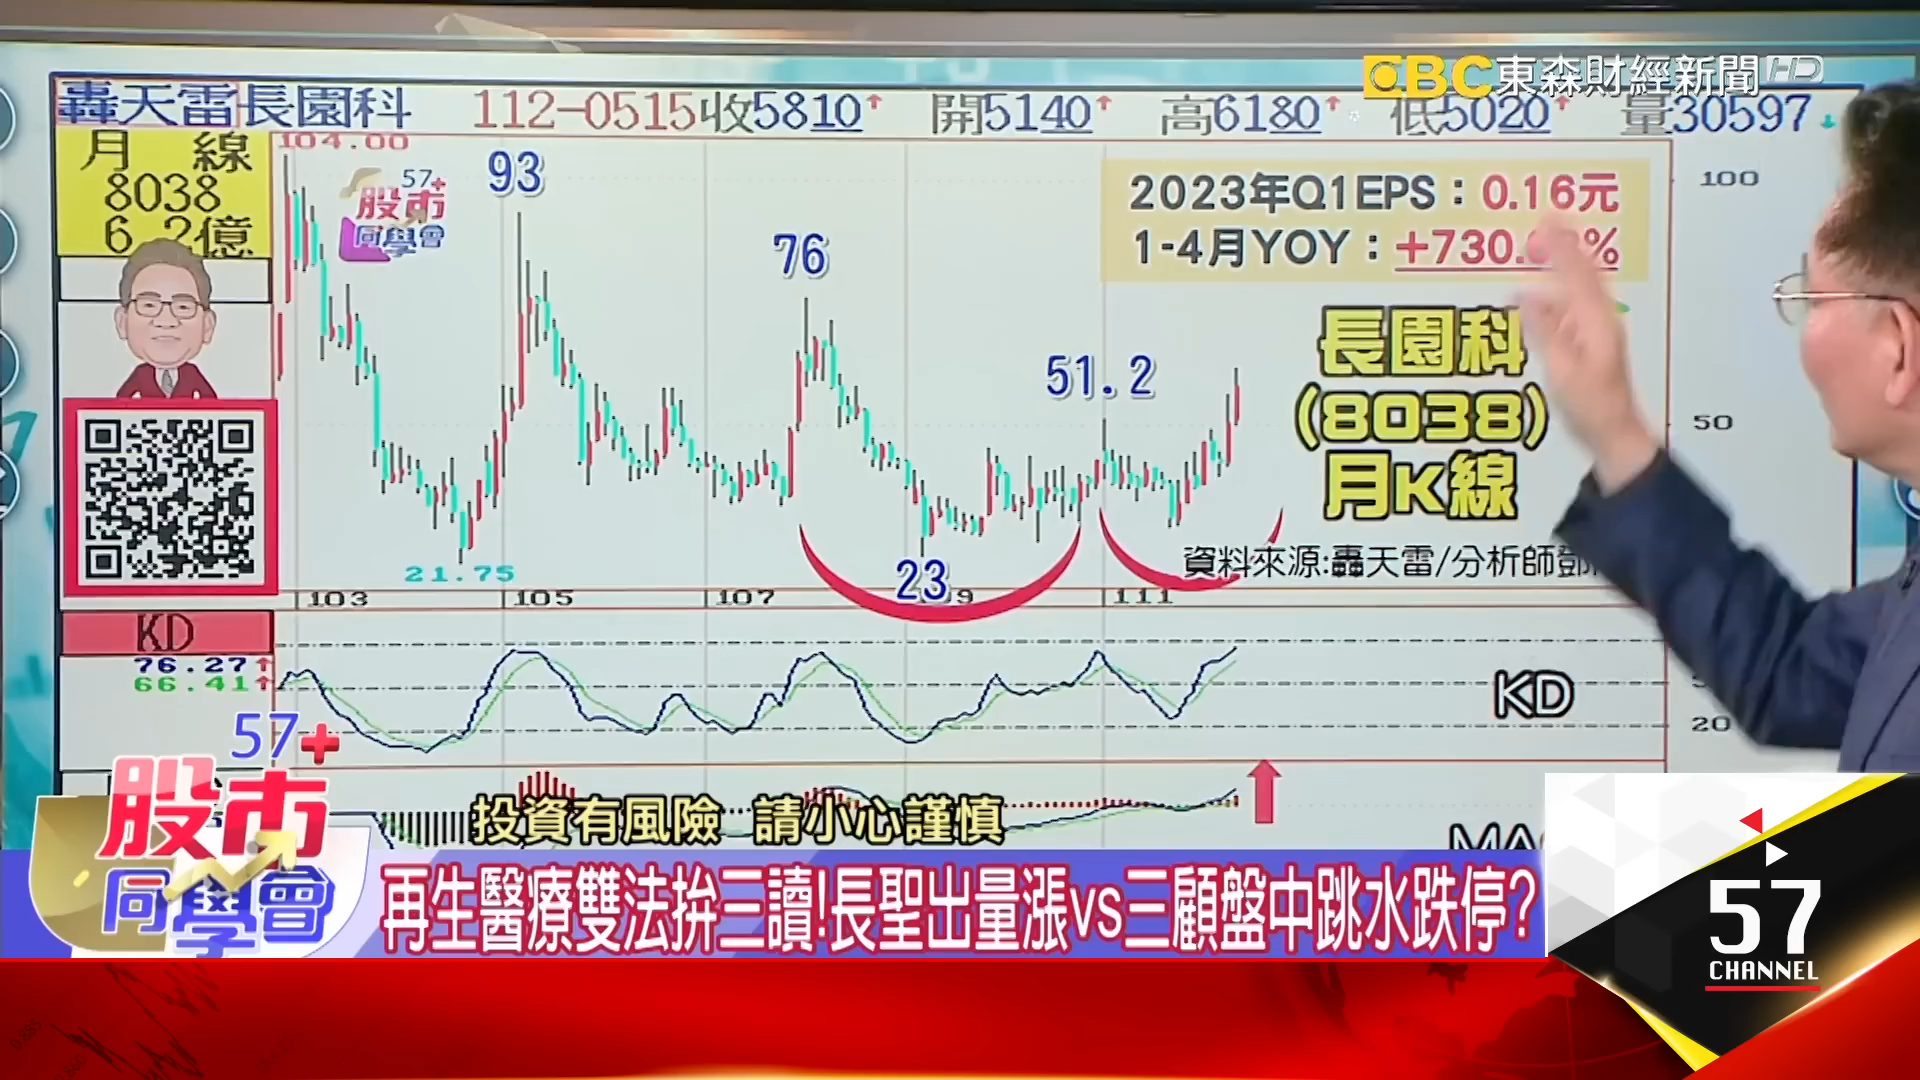 EBC東森財經新聞HD
轟天雷長園科 112-0515收5810↑ 開5140↑ 高6180↑ 低5020↑ 量30597↓
月 線
8038
6.2億
104.00
57+
股市
同學會
93
76
51.2
23
21.75
2023年Q1EPS：0.16元
1-4月YOY：+730.
100
50
長園科
(8038)
月K線
資料來源:轟天雷/分析師鄧
103
105
107
111
KD
76.27↑
66.41↑
KD
20
57+
股市
同學會
投資有風險 請小心謹慎
再生醫療雙法拚三讀!長聖出量漲vs三顧盤中跳水跌停?
57
CHANNEL